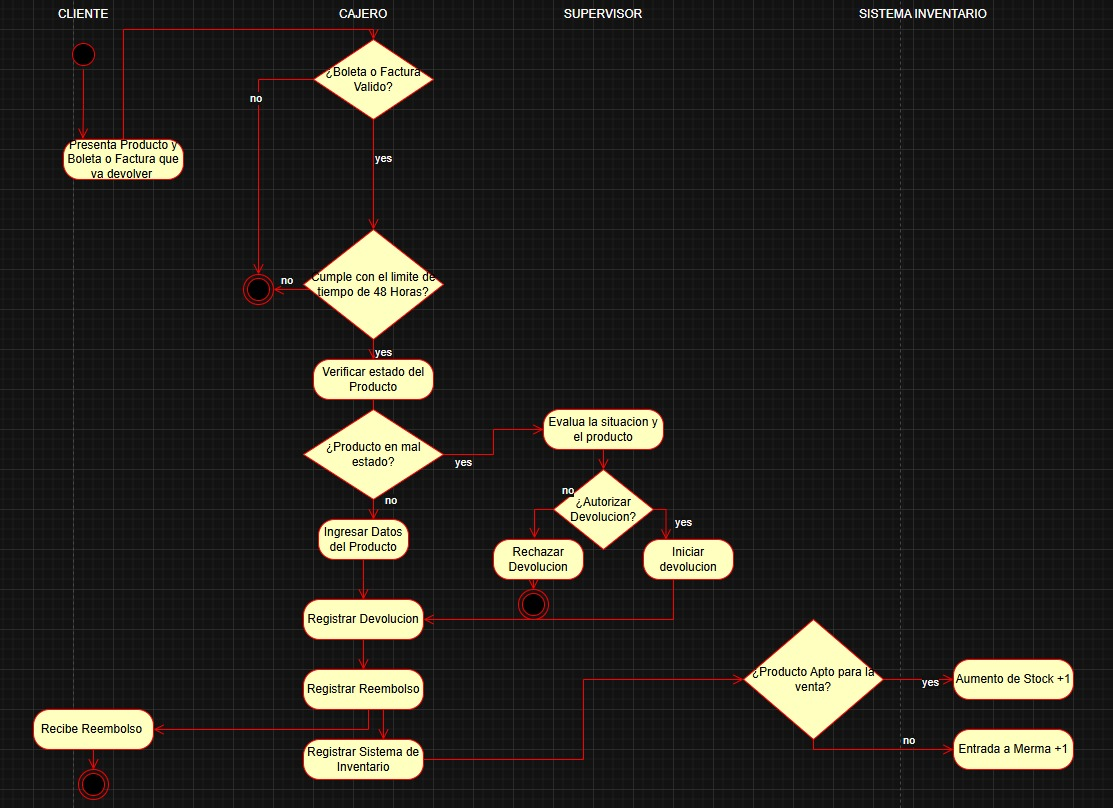 CLIENTE
CAJERO
SUPERVISOR
SISTEMA INVENTARIO
¿Boleta o Factura
Valido?
no
Presenta Producto y
Boleta o Factura que
va devolver
yes
Cumple con el limite de
tiempo de 48 Horas?
no
yes
Verificar estado del
Producto
¿Producto en mal
estado?
yes
no
Evalua la situacion y
el producto
¿Autorizar
Devolucion?
no
yes
Ingresar Datos
del Producto
Rechazar
Devolucion
Iniciar
devolucion
Registrar Devolucion
Registrar Reembolso
Recibe Reembolso
Registrar Sistema de
Inventario
¿Producto Apto para la
venta?
yes
Aumento de Stock +1
no
Entrada a Merma +1